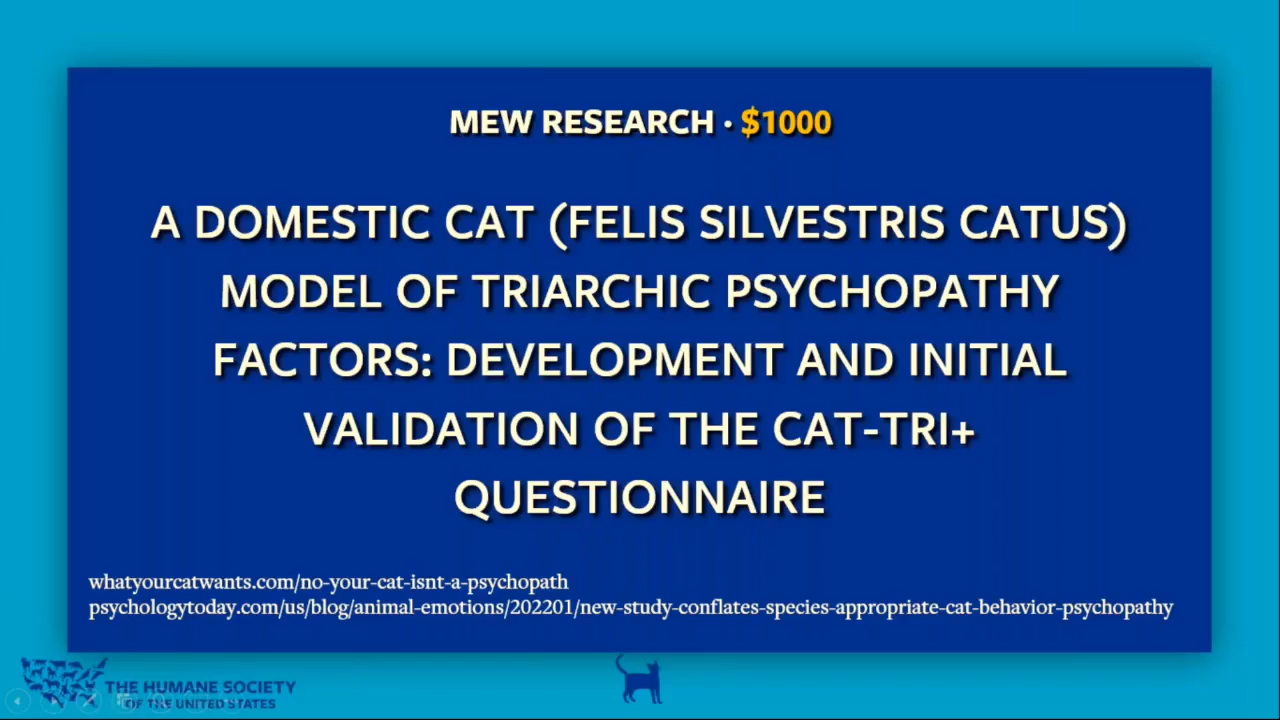 MEW RESEARCH · $1000
A DOMESTIC CAT (FELIS SILVESTRIS CATUS)
MODEL OF TRIARCHIC PSYCHOPATHY
FACTORS: DEVELOPMENT AND INITIAL
VALIDATION OF THE CAT-TRI+
QUESTIONNAIRE
whatyourcatwants.com/no-your-cat-isnt-a-psychopath
psychologytoday.com/us/blog/animal-emotions/202201/new-study-conflates-species-appropriate-cat-behavior-psychopathy
THE HUMANE SOCIETY
OF THE UNITED STATES